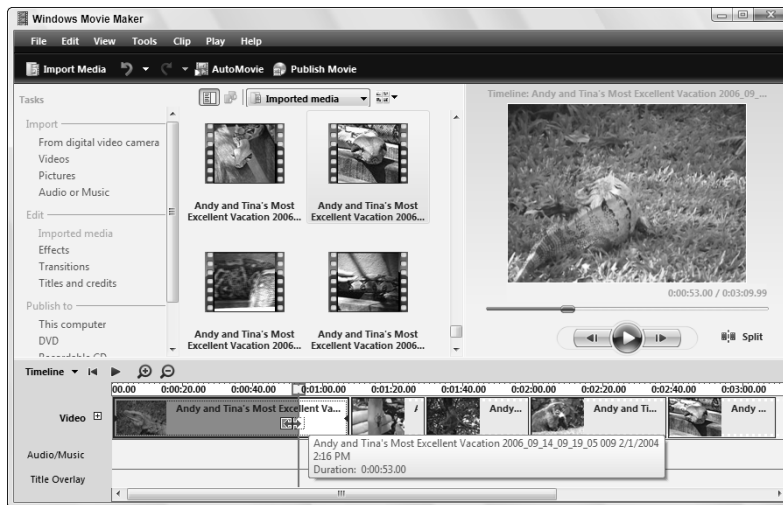 Windows Movie Maker
File Edit View Tools Clip Play Help
Import Media AutoMovie Publish Movie
Tasks
Import
From digital video camera
Videos
Pictures
Audio or Music
Edit
Imported media
Effects
Transitions
Titles and credits
Publish to
This computer
DVD
Recordable CD
Imported media
Andy and Tina's Most
Excellent Vacation 2006...
Andy and Tina's Most
Excellent Vacation 2006...
Andy and Tina's Most
Excellent Vacation 2006...
Andy and Tina's Most
Excellent Vacation 2006...
Timeline: Andy and Tina's Most Excellent Vacation 2006_09_...
0:00:53.00 / 0:03:09.99
Split
Timeline
00.00 0:00:20.00 0:00:40.00 0:01:00.00 0:01:20.00 0:01:40.00 0:02:00.00 0:02:20.00 0:02:40.00 0:03:00.00
Video Andy and Tina's Most Excellent Va... Andy... Andy and Ti... Andy ...
Andy and Tina's Most Excellent Vacation 2006_09_14_09_19_05 009 2/1/2004
2:16 PM
Duration: 0:00:53.00
Audio/Music
Title Overlay